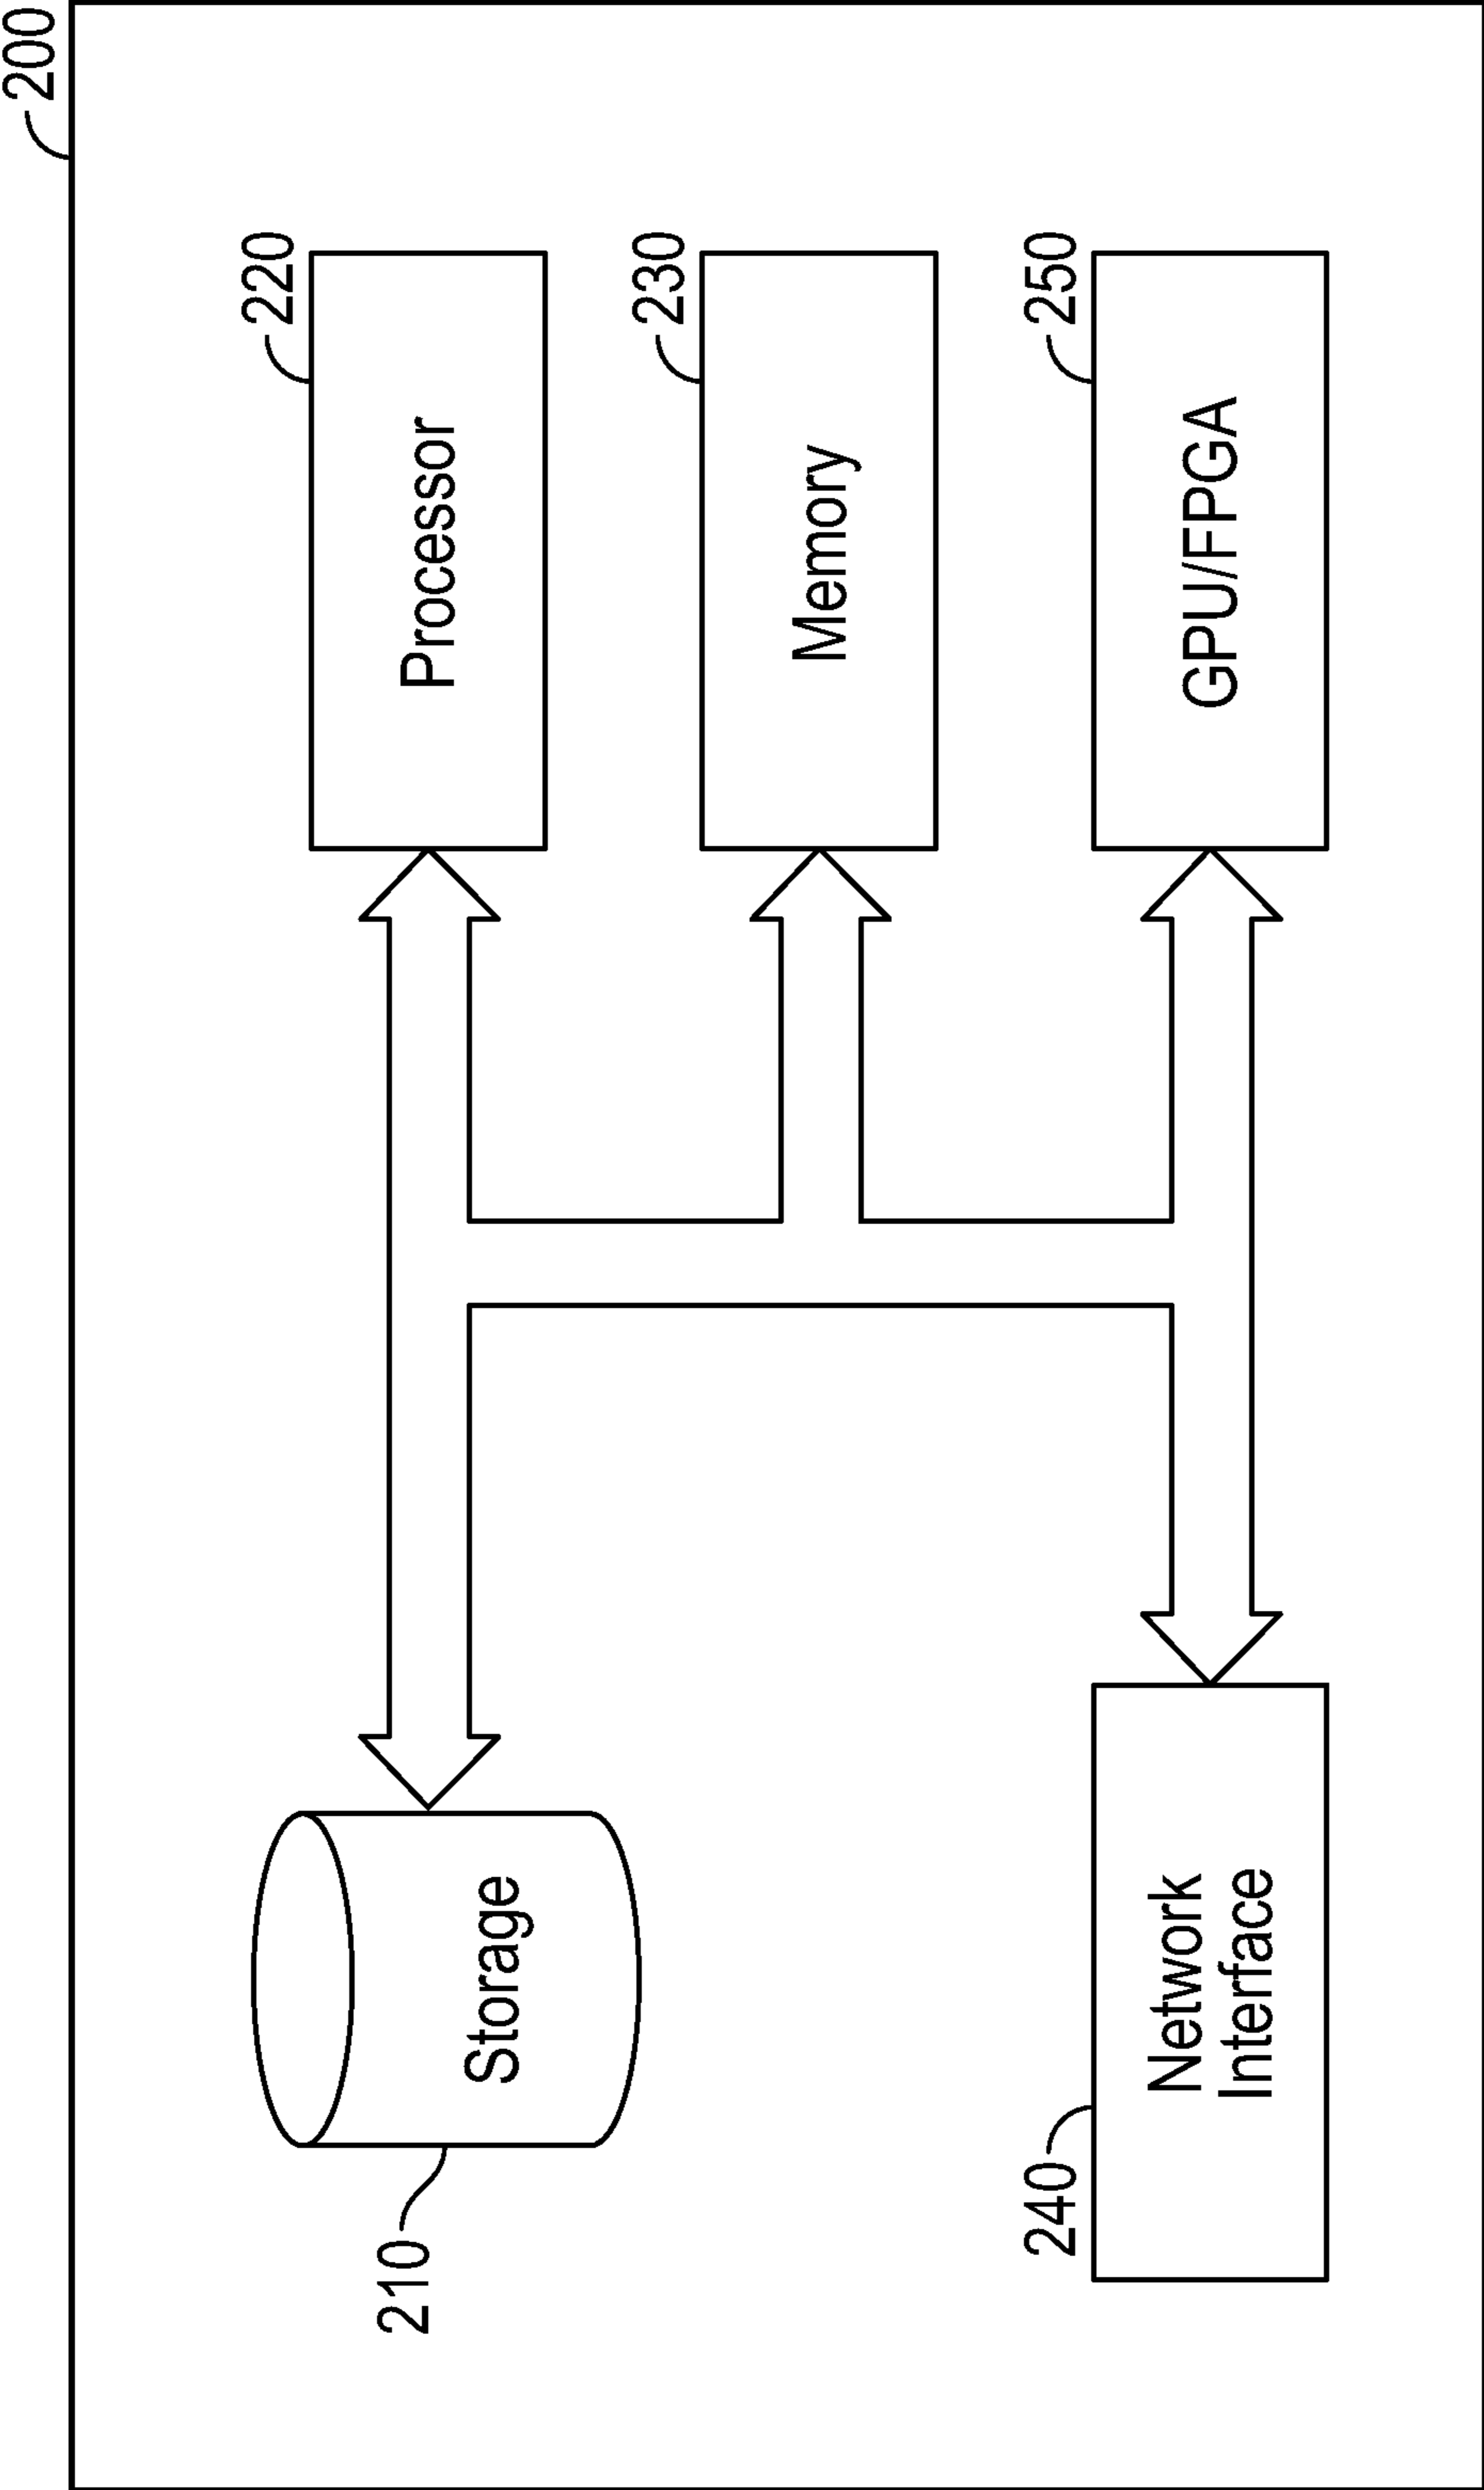 200
210
Storage
220
Processor
230
Memory
240
Network
Interface
250
GPU/FPGA